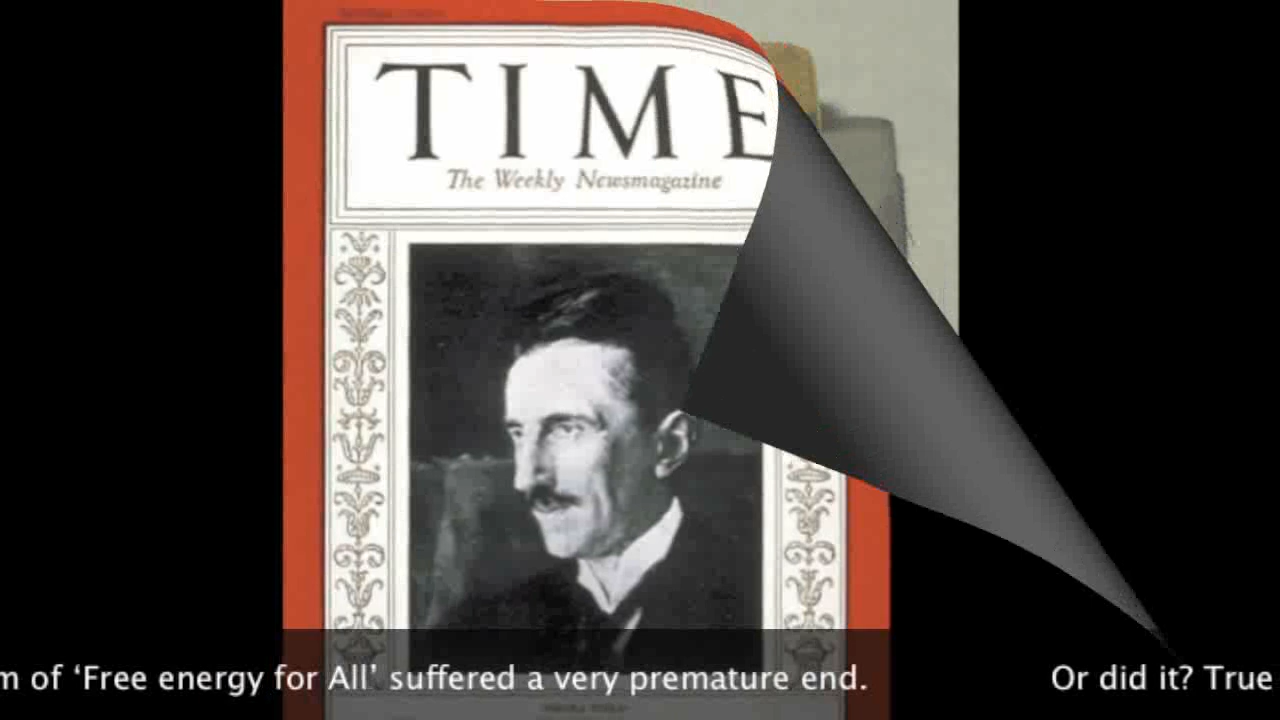 TIME
The Weekly Newsmagazine
m of ‘Free energy for All’ suffered a very premature end. Or did it? True